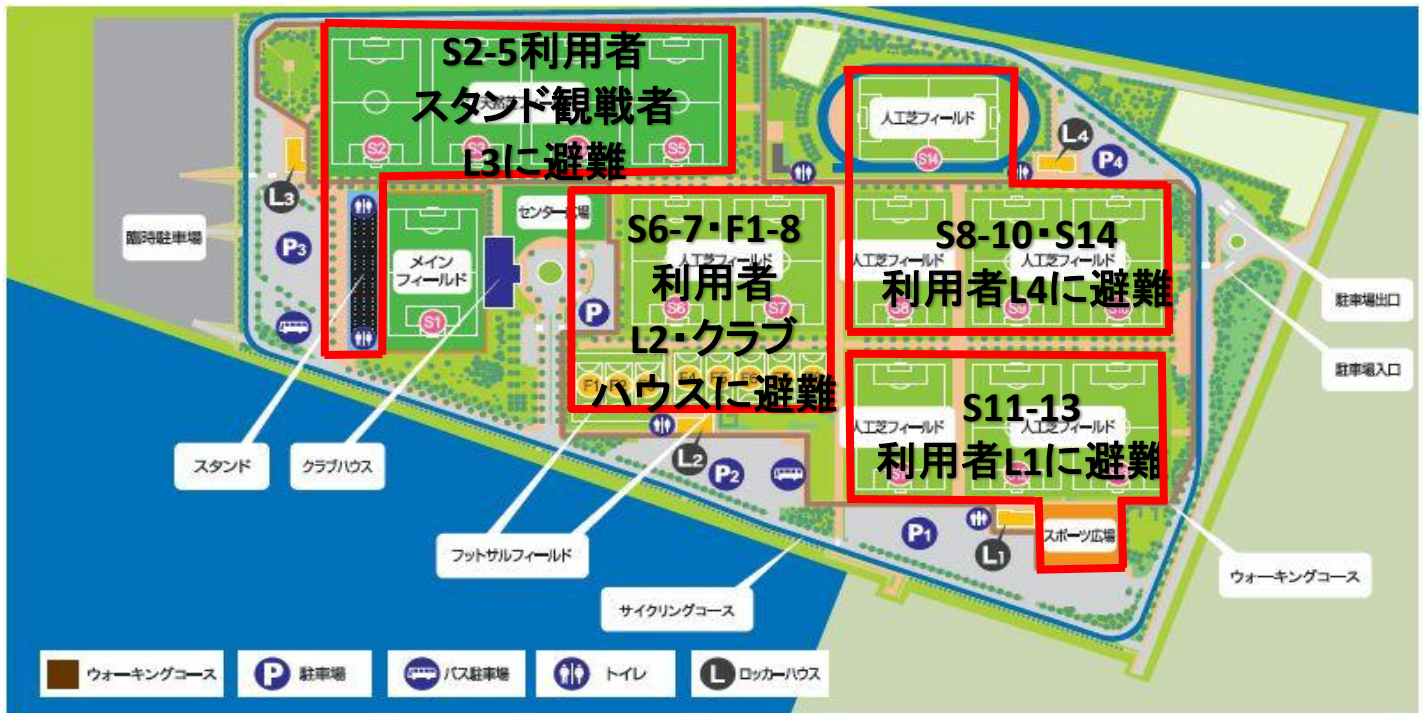 S2-5利用者
スタンド観戦者
L3に避難
S2
S5
人工芝フィールド
S14
L4
P4
L3
P3
臨時駐車場
メイン
フィールド
S1
センター広場
P
S6-7・F1-8
人工芝フィールド
利用者
S6
S7
L2・クラブ
F1
ハウスに避難
S8-10・S14
人工芝フィールド
人工芝フィールド
利用者L4に避難
S8
S9
S11-13
人工芝フィールド
人工芝フィールド
利用者L1に避難
駐車場出口
駐車場入口
スタンド
クラブハウス
L2
P2
P1
L1
スポーツ広場
フットサルフィールド
サイクリングコース
ウォーキングコース
ウォーキングコース
P 駐車場
バス駐車場
トイレ
L ロッカーハウス